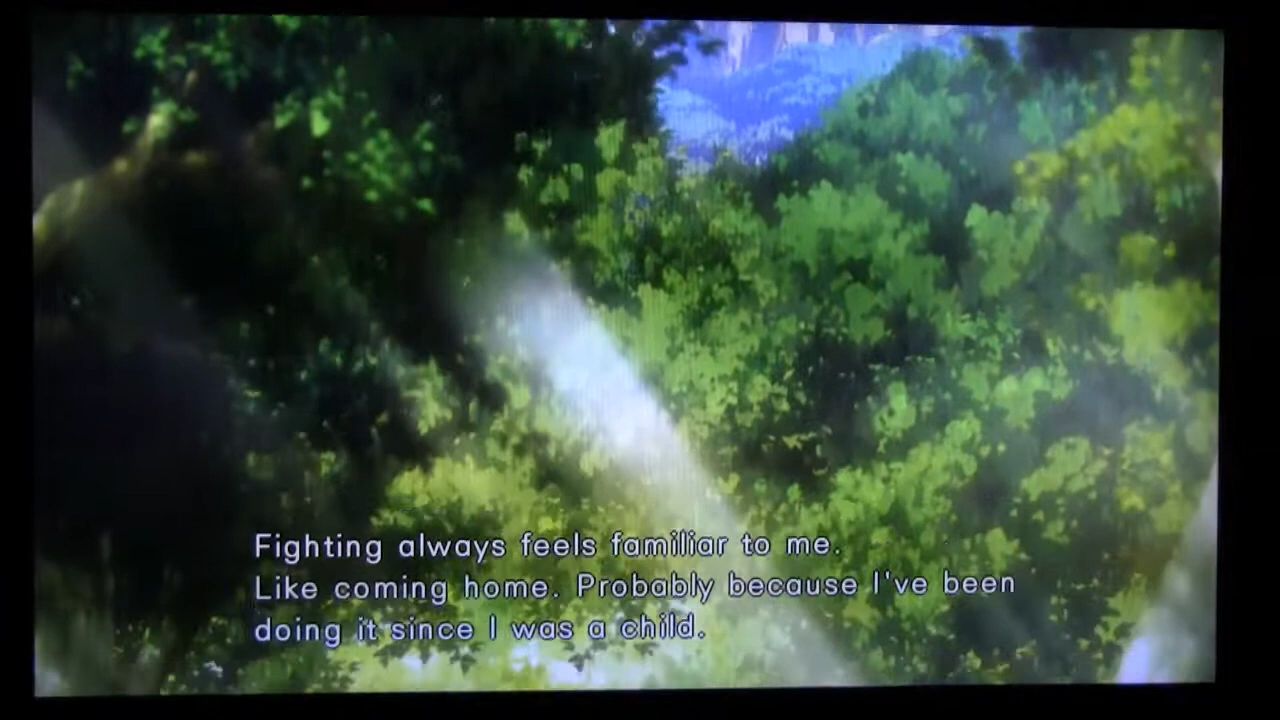 Fighting always feels familiar to me.
Like coming home. Probably because I've been
doing it since I was a child.